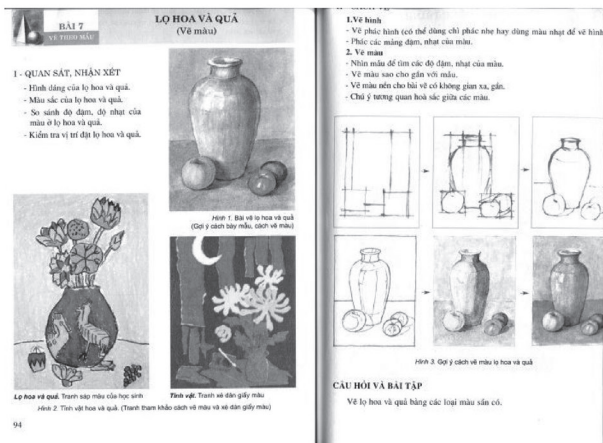 BÀI 7
VẼ THEO MẪU
LỌ HOA VÀ QUẢ
(Vẽ màu)
I - QUAN SÁT, NHẬN XÉT
- Hình dáng của lọ hoa và quả.
- Màu sắc của lọ hoa và quả.
- So sánh độ đậm, độ nhạt của
màu ở lọ hoa và quả.
- Kiểm tra vị trí đặt lọ hoa và quả.
Hình 1. Bài vẽ lọ hoa và quả
(Gợi ý cách bày mẫu, cách vẽ màu)
Lọ hoa và quả. Tranh sáp màu của học sinh
Tĩnh vật. Tranh xé dán giấy màu
Hình 2. Tĩnh vật hoa và quả. (Tranh tham khảo cách vẽ màu và xé dán giấy màu)
94
1. Vẽ hình
- Vẽ phác hình (có thể dùng chì phác nhẹ hay dùng màu nhạt để vẽ hình
- Phác các mảng đậm, nhạt của màu.
2. Vẽ màu
- Nhìn mẫu để tìm các độ đậm, nhạt của màu.
- Vẽ màu sao cho gần với mẫu.
- Vẽ màu nền cho bài vẽ có không gian xa, gần.
- Chú ý tương quan hoà sắc giữa các màu.
Hình 3. Gợi ý cách vẽ màu lọ hoa và quả
CÂU HỎI VÀ BÀI TẬP
Vẽ lọ hoa và quả bằng các loại màu sẵn có.